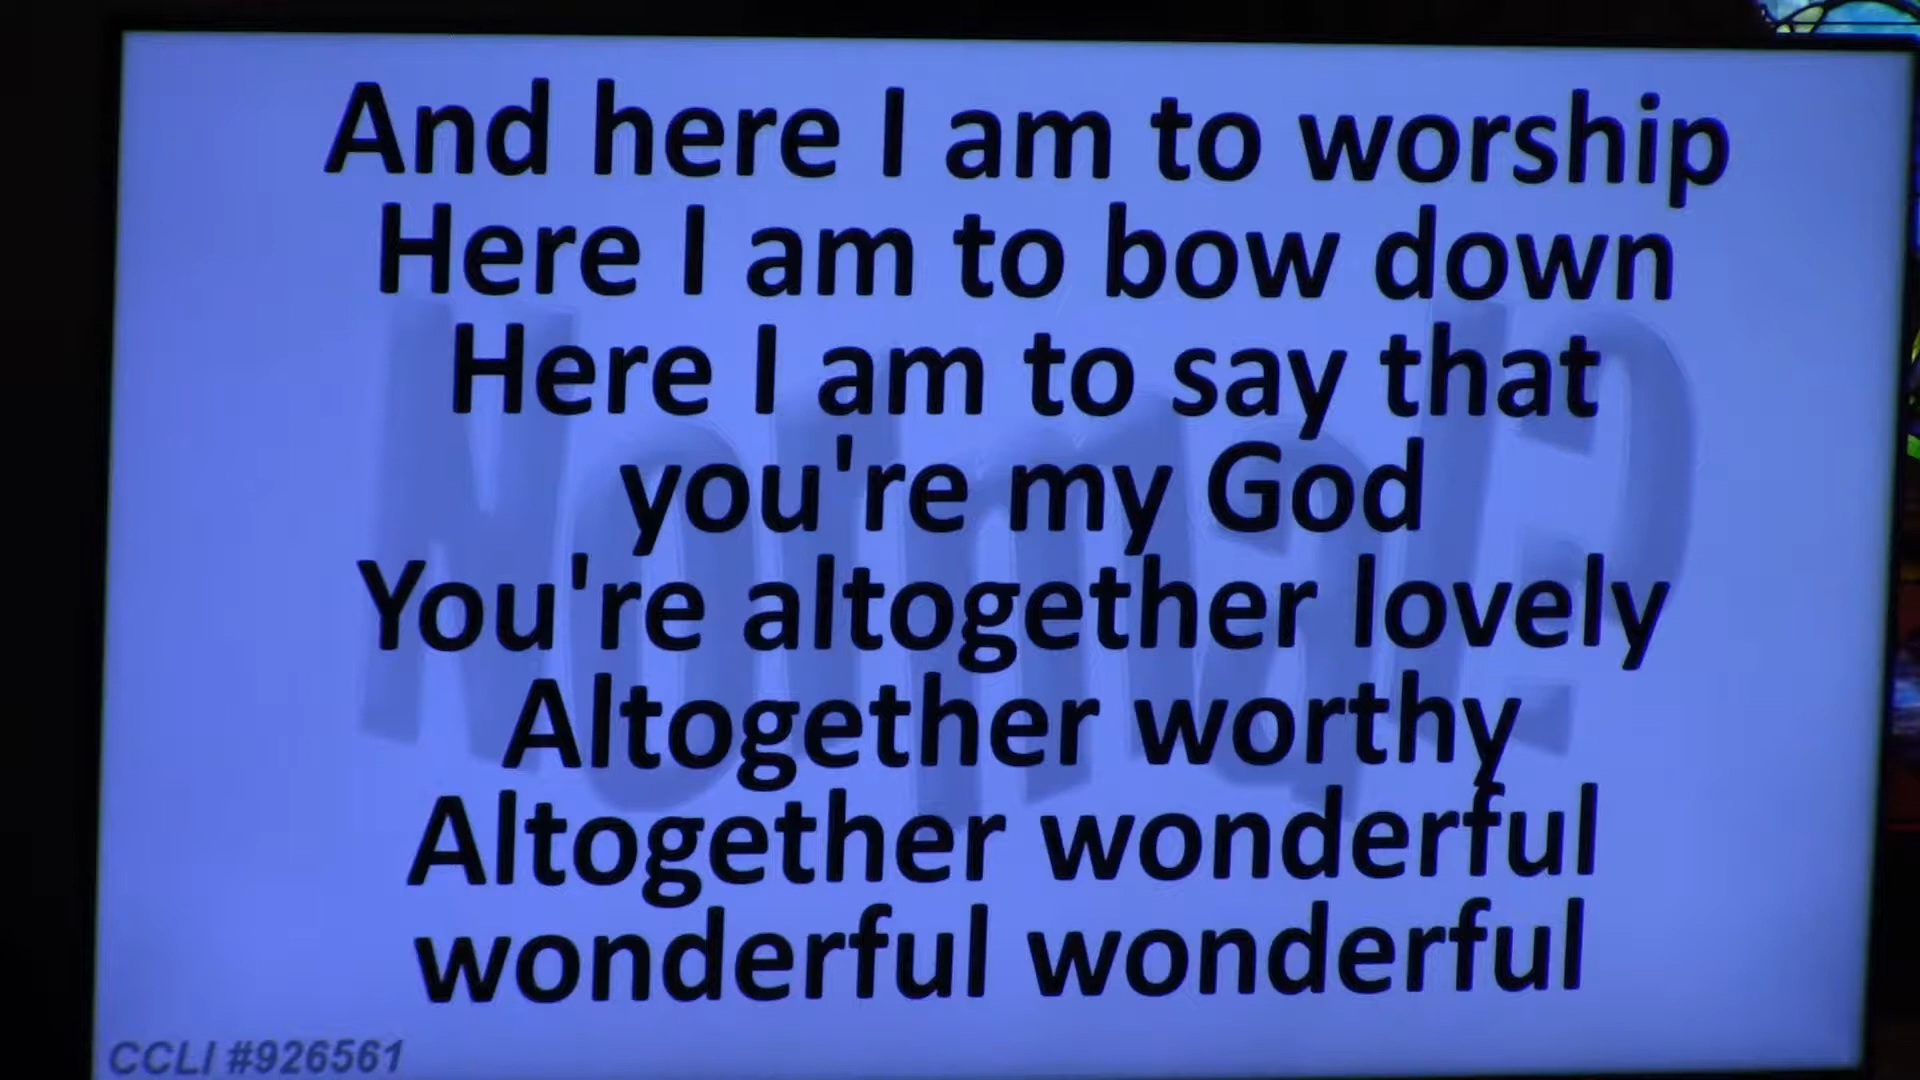 And here I am to worship
Here I am to bow down
Here I am to say that
you're my God
You're altogether lovely
Altogether worthy
Altogether wonderful
wonderful wonderful
Normal?
CCLI #926561